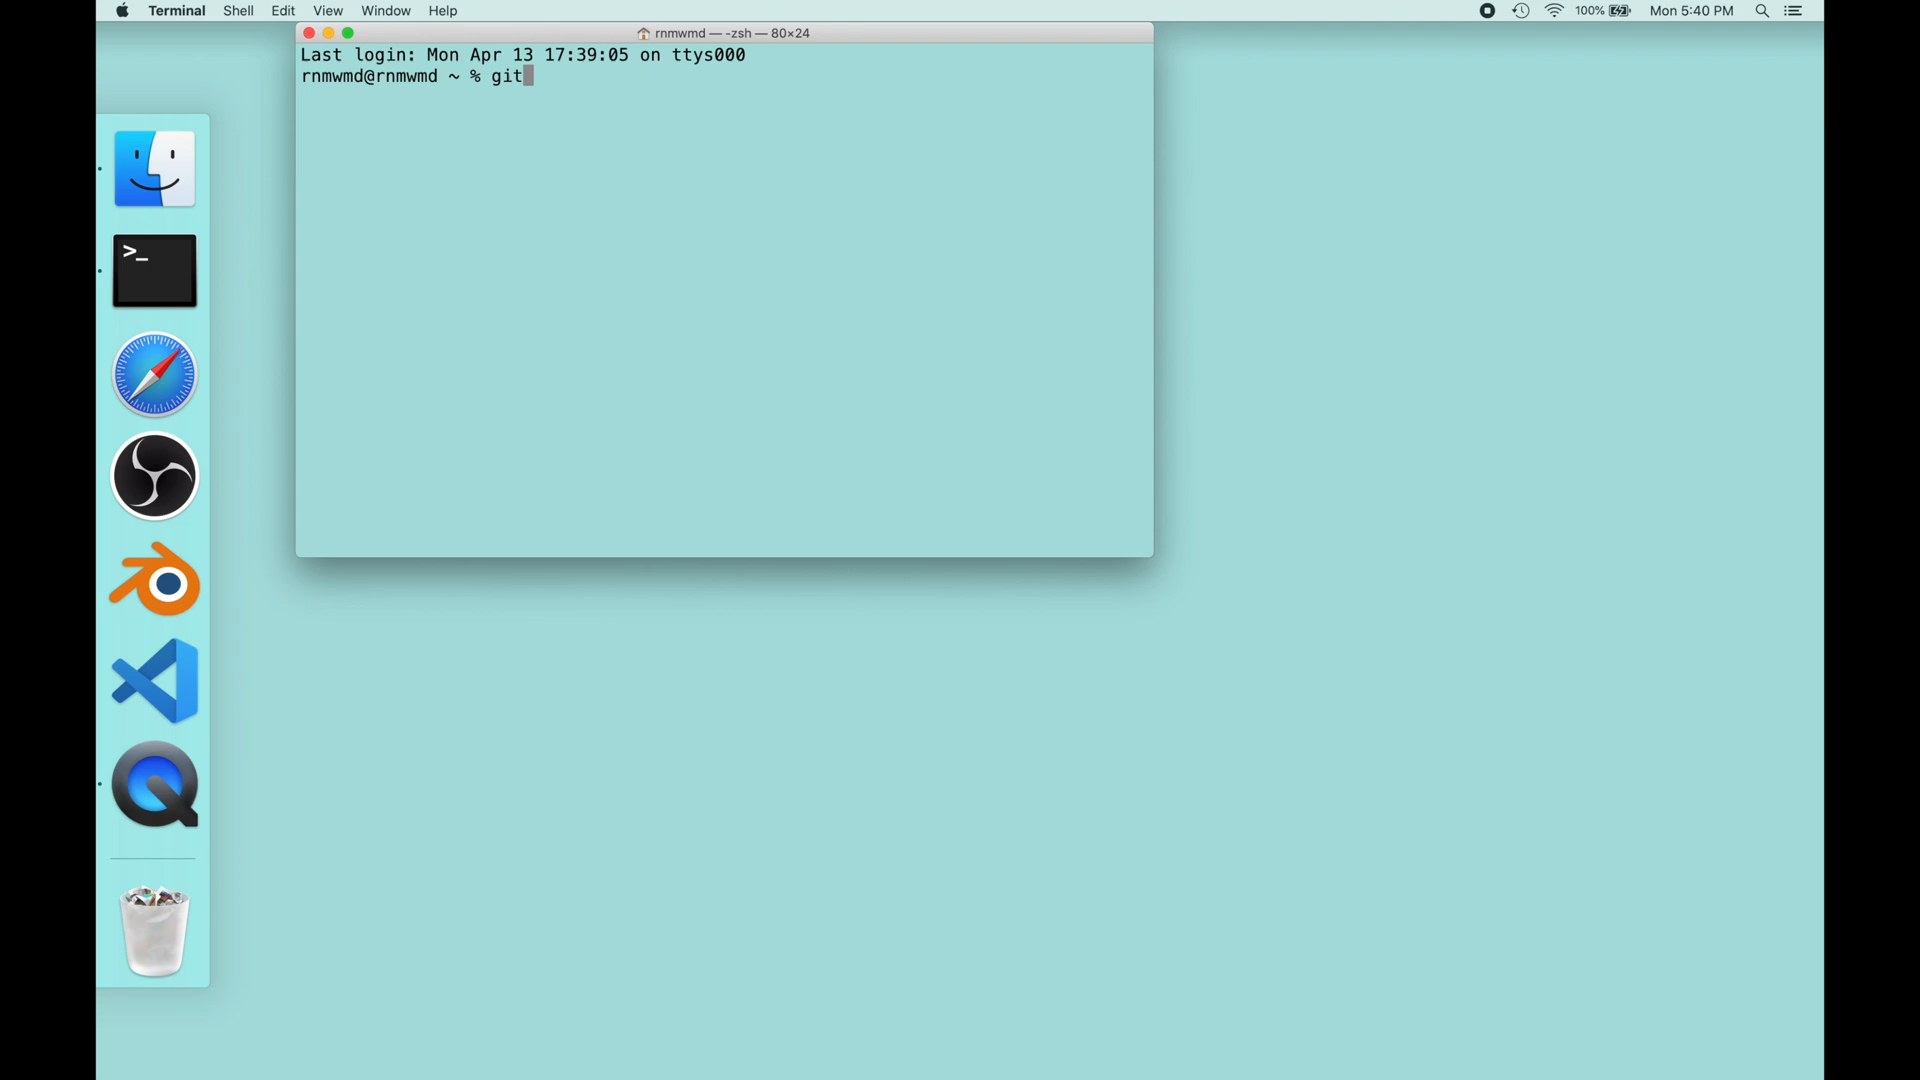 Terminal Shell Edit View Window Help
100% Mon 5:40 PM
rnmwmd — -zsh — 80×24
Last login: Mon Apr 13 17:39:05 on ttys000
rnmwmd@rnmwmd ~ % git
>_